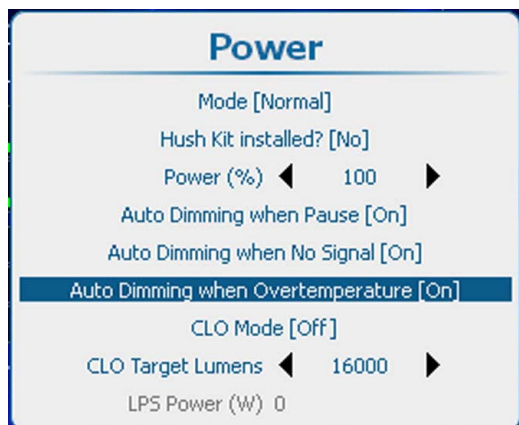 Power
Mode [Normal]
Hush Kit installed? [No]
Power (%) 100
Auto Dimming when Pause [On]
Auto Dimming when No Signal [On]
Auto Dimming when Overtemperature [On]
CLO Mode [Off]
CLO Target Lumens 16000
LPS Power (W) 0